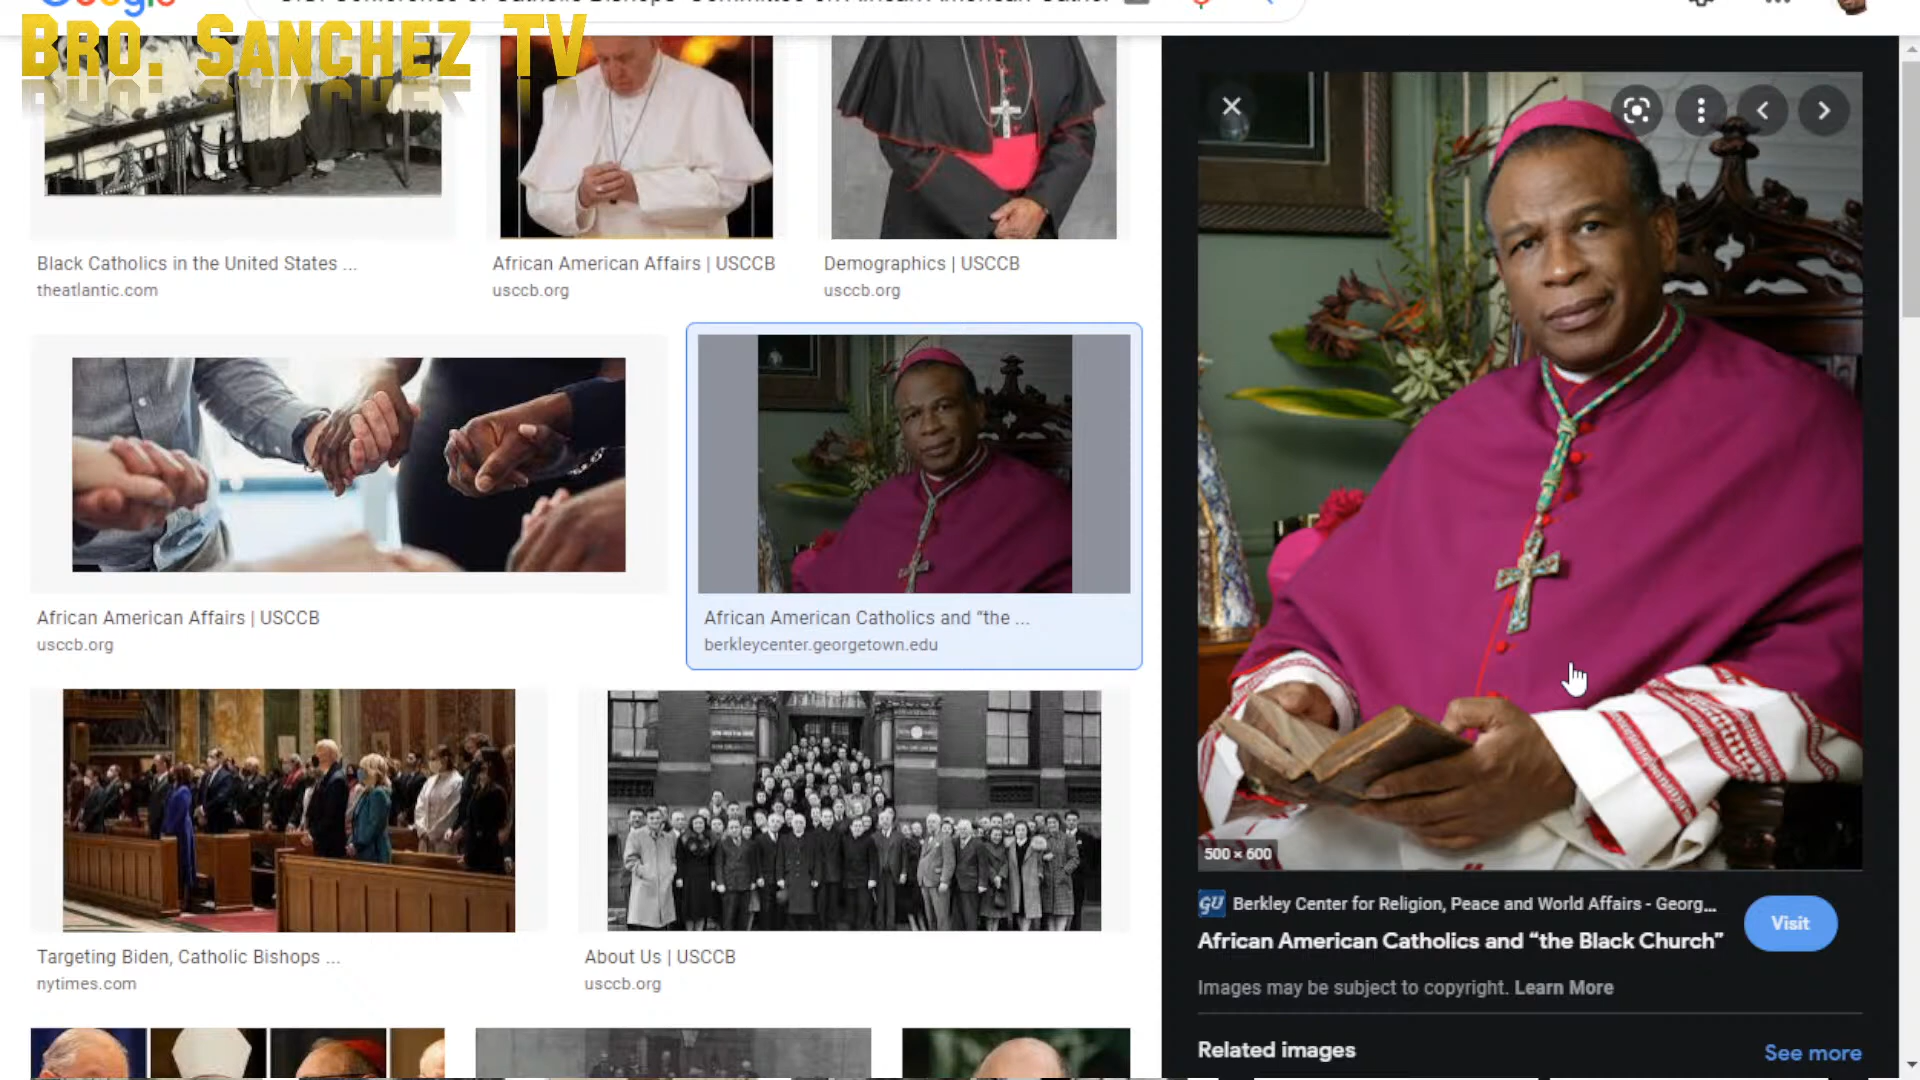 Google
BRO. SANCHEZ TV
Black Catholics in the United States ...
theatlantic.com
African American Affairs | USCCB
usccb.org
Demographics | USCCB
usccb.org
African American Affairs | USCCB
usccb.org
African American Catholics and “the ...
berkleycenter.georgetown.edu
Targeting Biden, Catholic Bishops ...
nytimes.com
About Us | USCCB
usccb.org
500 × 600
GU Berkley Center for Religion, Peace and World Affairs - Georg...
Visit
African American Catholics and “the Black Church”
Images may be subject to copyright. Learn More
Related images
See more